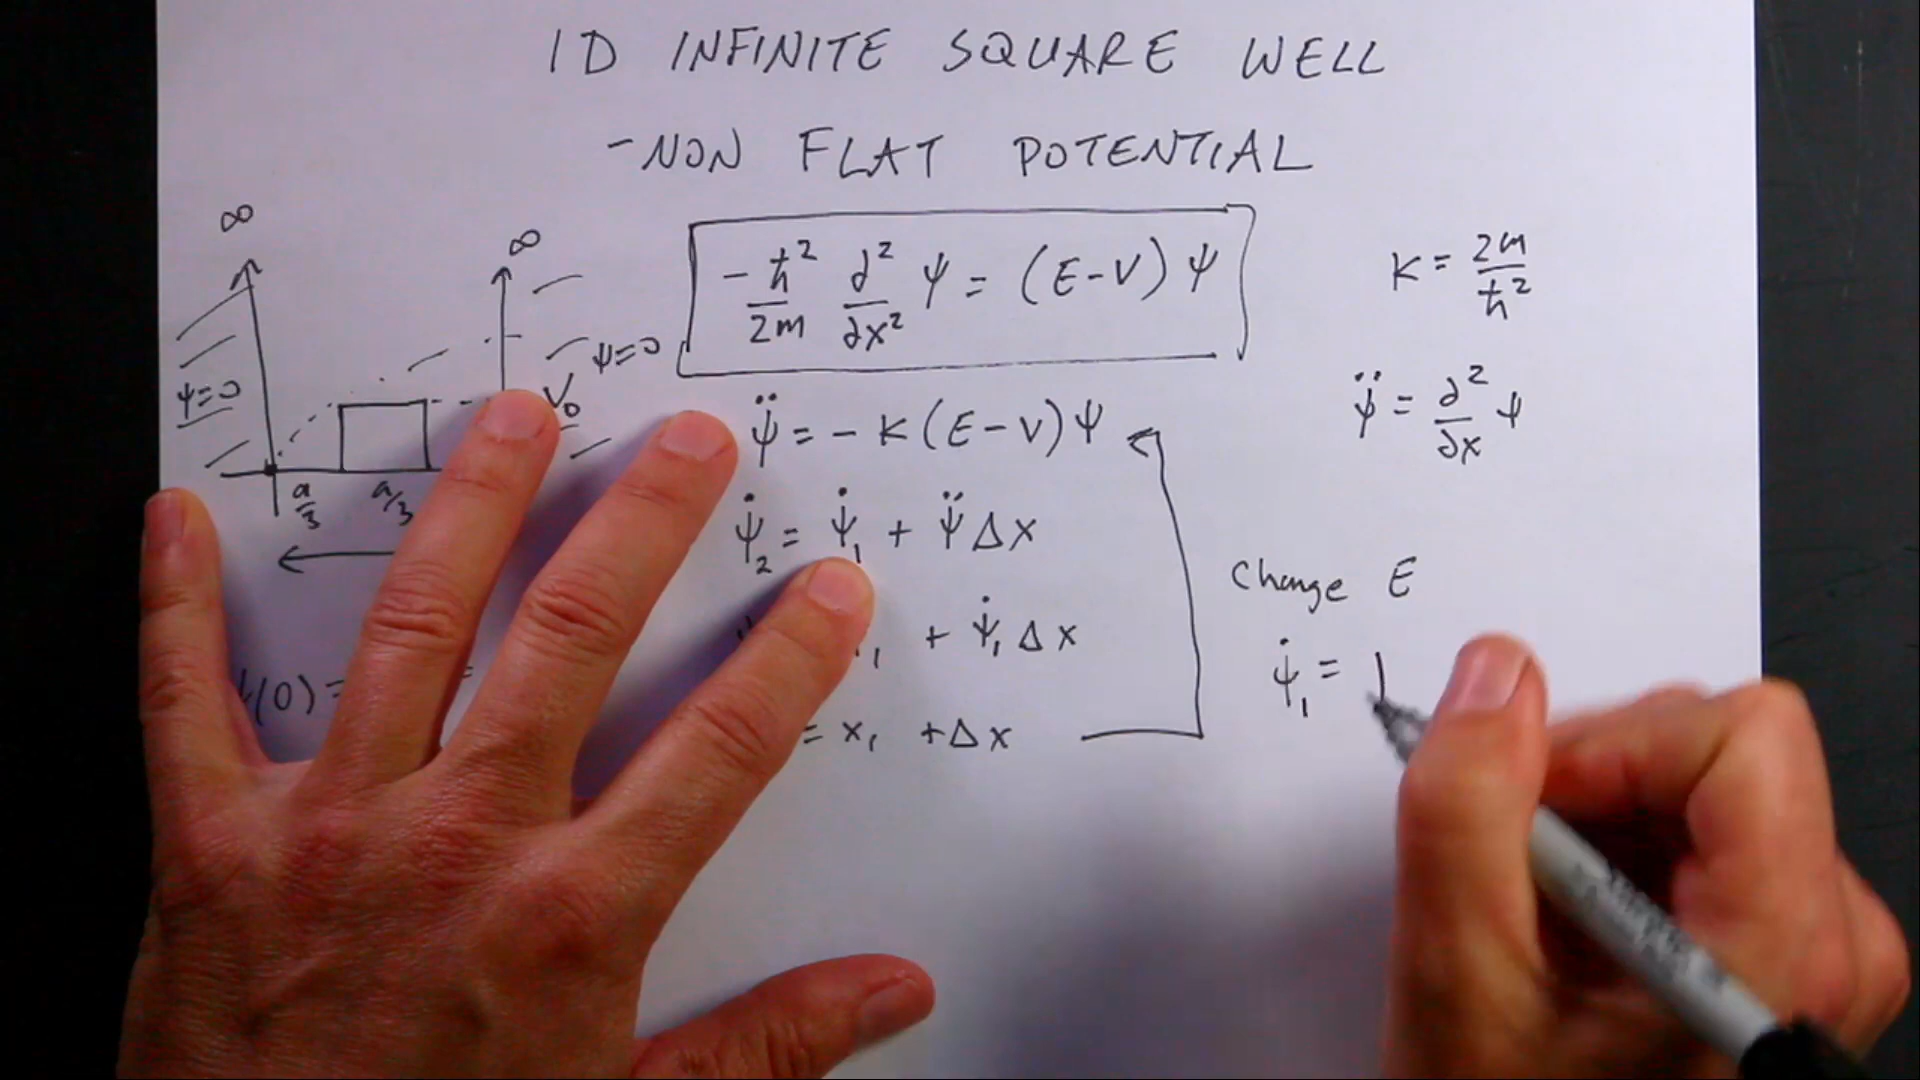 1D INFINITE SQUARE WELL
-NON FLAT POTENTIAL
∞
∞
-ℏ²/2m ∂²/∂x² Ψ = (E-V) Ψ
K = 2m/ℏ²
Ψ=0
Ψ=0
V₀
a/3 a/3
Ψ̈ = - K(E-V)Ψ
Ψ̈ = ∂²/∂x Ψ
Ψ̇₂ = Ψ̇₁ + Ψ̈ Δx
Change E
+ Ψ̇₁ Δx
Ψ̇₁ = 1
Ψ(0) = =
= x₁ + Δx